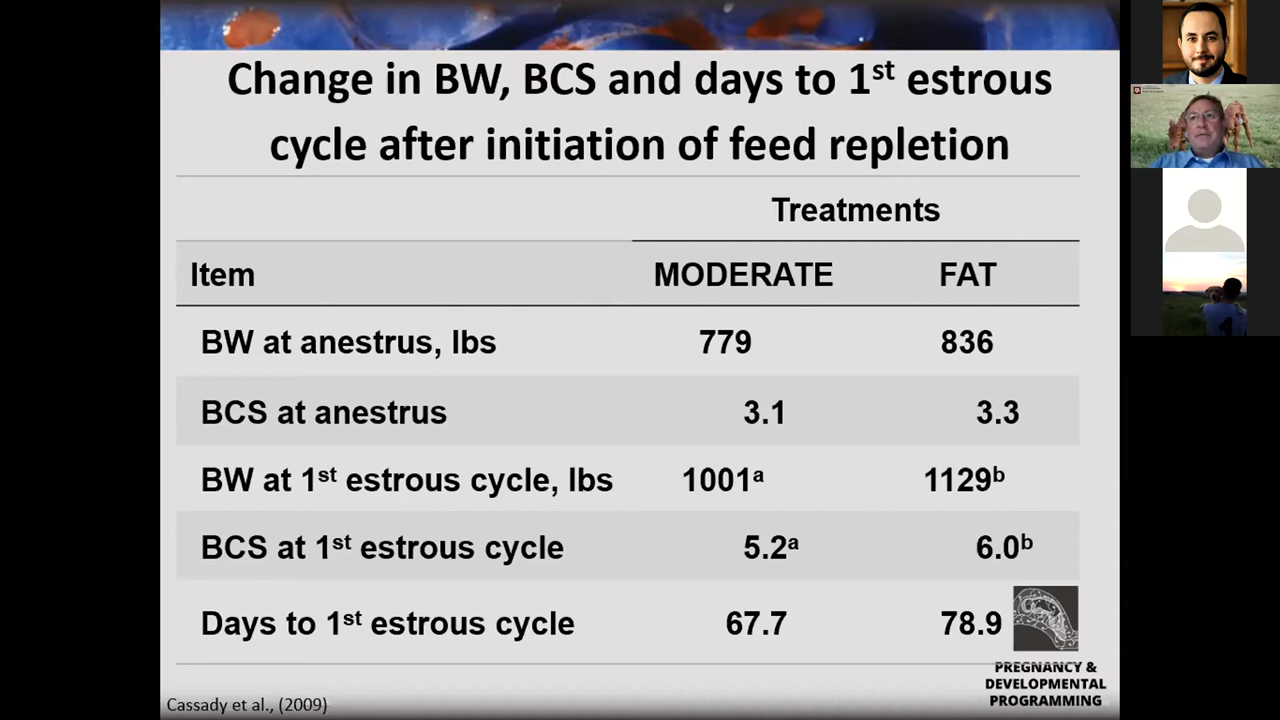 Change in BW, BCS and days to 1st estrous
cycle after initiation of feed repletion
Treatments
Item MODERATE FAT
BW at anestrus, lbs 779 836
BCS at anestrus 3.1 3.3
BW at 1st estrous cycle, lbs 1001a 1129b
BCS at 1st estrous cycle 5.2a 6.0b
Days to 1st estrous cycle 67.7 78.9
PREGNANCY &
DEVELOPMENTAL
PROGRAMMING
Cassady et al., (2009)
1